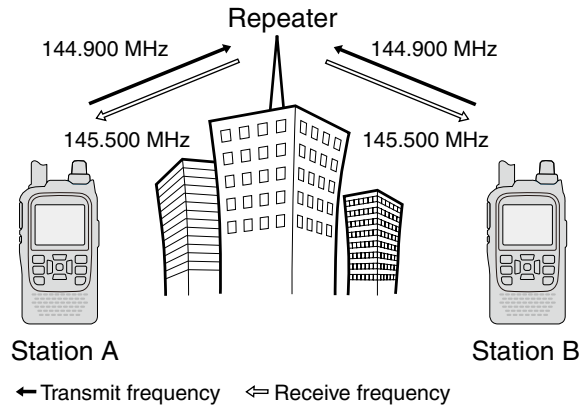 Repeater
144.900 MHz
144.900 MHz
145.500 MHz
145.500 MHz
Station A
Station B
Transmit frequency
Receive frequency